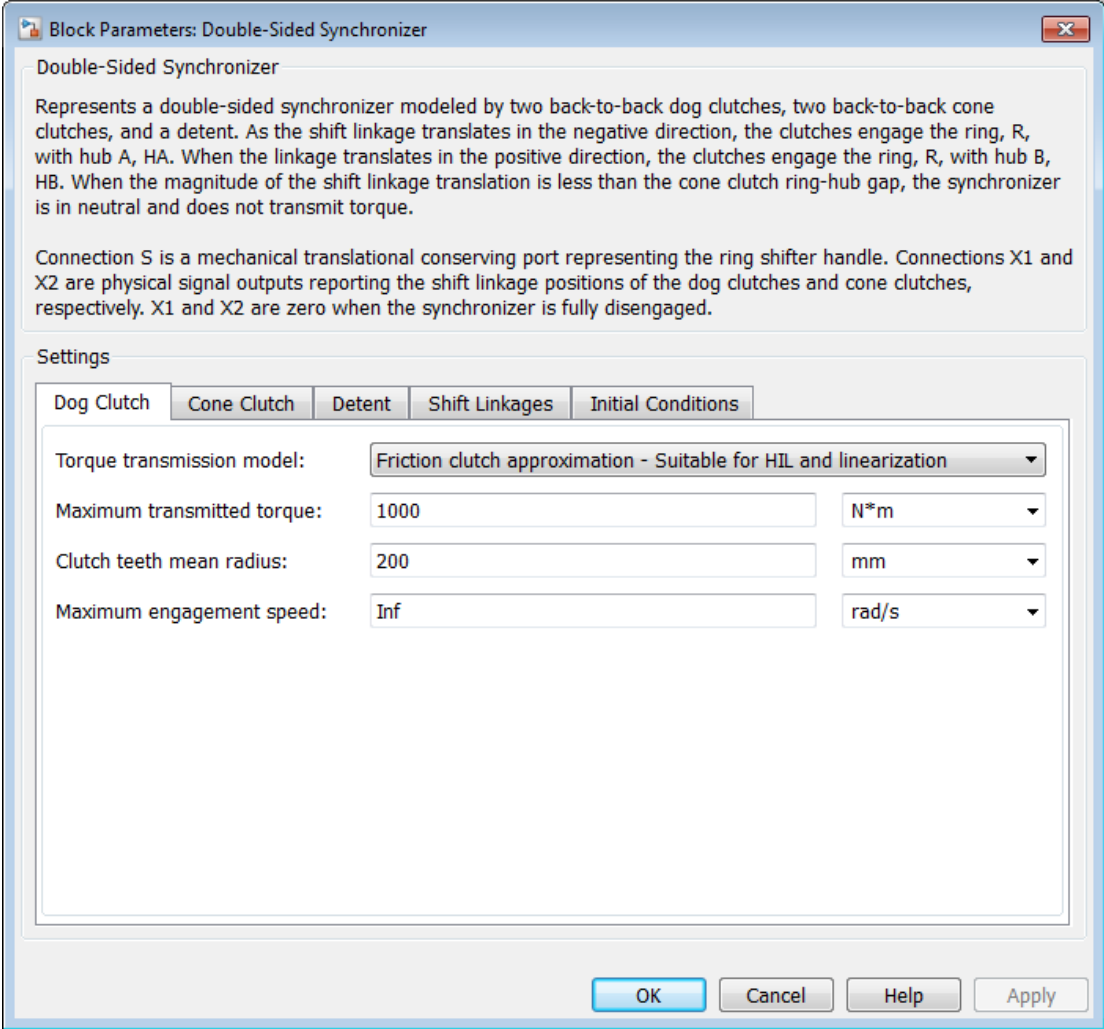 Block Parameters: Double-Sided Synchronizer
Double-Sided Synchronizer
Represents a double-sided synchronizer modeled by two back-to-back dog clutches, two back-to-back cone
clutches, and a detent. As the shift linkage translates in the negative direction, the clutches engage the ring, R,
with hub A, HA. When the linkage translates in the positive direction, the clutches engage the ring, R, with hub B,
HB. When the magnitude of the shift linkage translation is less than the cone clutch ring-hub gap, the synchronizer
is in neutral and does not transmit torque.
Connection S is a mechanical translational conserving port representing the ring shifter handle. Connections X1 and
X2 are physical signal outputs reporting the shift linkage positions of the dog clutches and cone clutches,
respectively. X1 and X2 are zero when the synchronizer is fully disengaged.
Settings
Dog Clutch Cone Clutch Detent Shift Linkages Initial Conditions
Torque transmission model: Friction clutch approximation - Suitable for HIL and linearization
Maximum transmitted torque: 1000 N*m
Clutch teeth mean radius: 200 mm
Maximum engagement speed: Inf rad/s
OK Cancel Help Apply